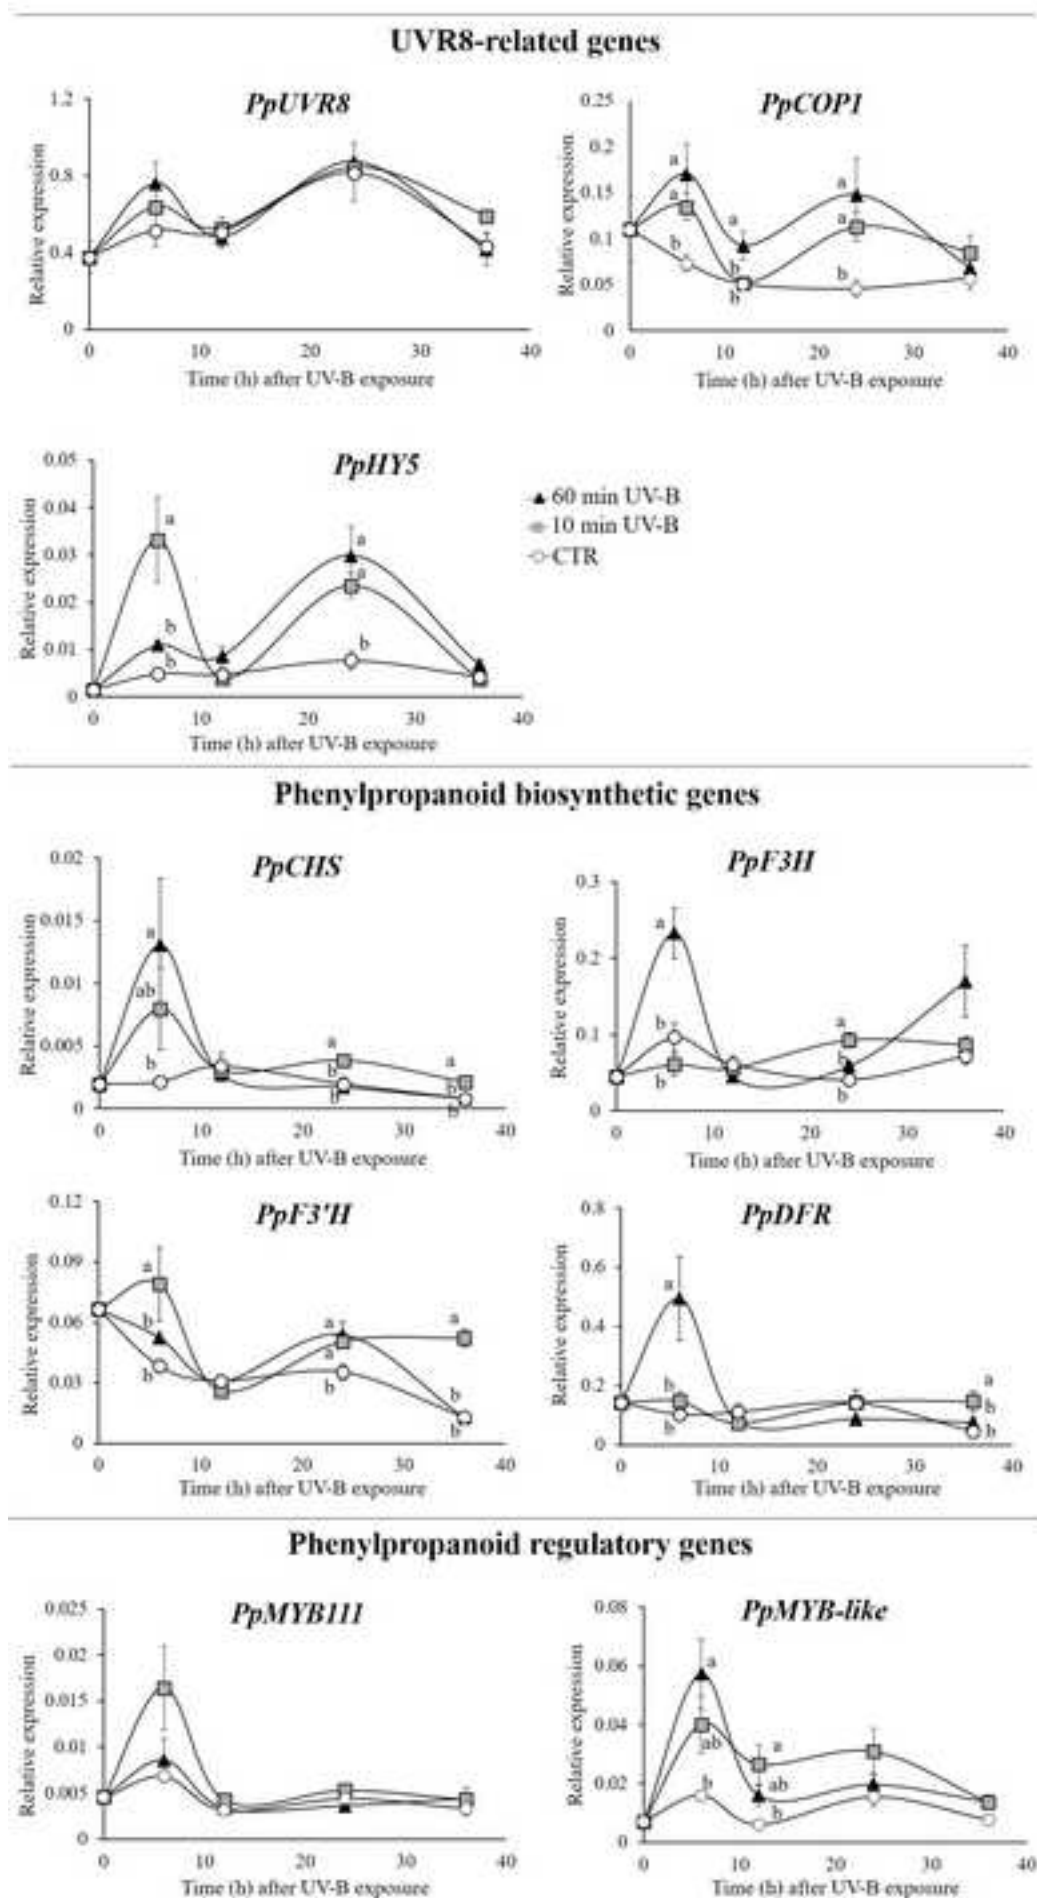 UVR8-related genes
PpUVR8
Relative expression
1.2
0.8
0.4
0
0
10
20
30
40
Time (h) after UV-B exposure
PpCOP1
Relative expression
0.25
0.2
0.15
0.1
0.05
0
a
a
b
a
b
b
a
a
b
0
10
20
30
40
Time (h) after UV-B exposure
PpHY5
Relative expression
0.05
0.04
0.03
0.02
0.01
0
a
b
b
a
a
b
0
10
20
30
40
Time (h) after UV-B exposure
60 min UV-B
10 min UV-B
CTR
Phenylpropanoid biosynthetic genes
PpCHS
Relative expression
0.02
0.015
0.01
0.005
0
a
ab
b
a
b
b
a
b
b
0
10
20
30
40
Time (h) after UV-B exposure
PpF3H
Relative expression
0.3
0.2
0.1
0
a
b
b
a
b
b
0
10
20
30
40
Time (h) after UV-B exposure
PpF3'H
Relative expression
0.12
0.09
0.06
0.03
0
a
b
b
a
a
b
a
b
b
0
10
20
30
40
Time (h) after UV-B exposure
PpDFR
Relative expression
0.8
0.6
0.4
0.2
0
a
b
b
a
b
b
0
10
20
30
40
Time (h) after UV-B exposure
Phenylpropanoid regulatory genes
PpMYB111
Relative expression
0.025
0.02
0.015
0.01
0.005
0
0
10
20
30
40
Time (h) after UV-B exposure
PpMYB-like
Relative expression
0.08
0.06
0.04
0.02
0
a
ab
b
a
ab
b
0
10
20
30
40
Time (h) after UV-B exposure